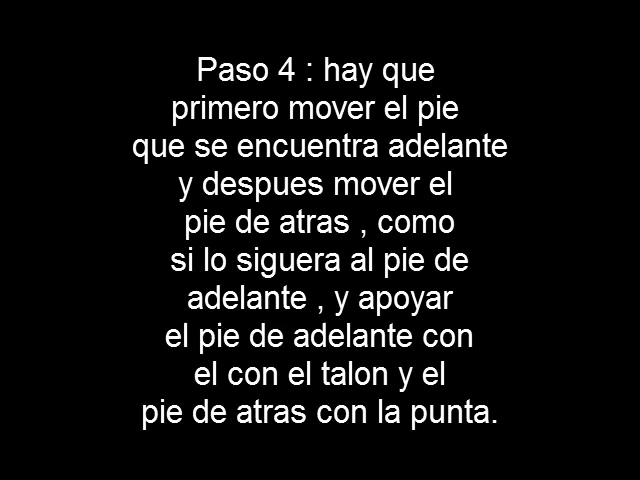 Paso 4 : hay que
primero mover el pie
que se encuentra adelante
y despues mover el
pie de atras , como
si lo siguera al pie de
adelante , y apoyar
el pie de adelante con
el con el talon y el
pie de atras con la punta.